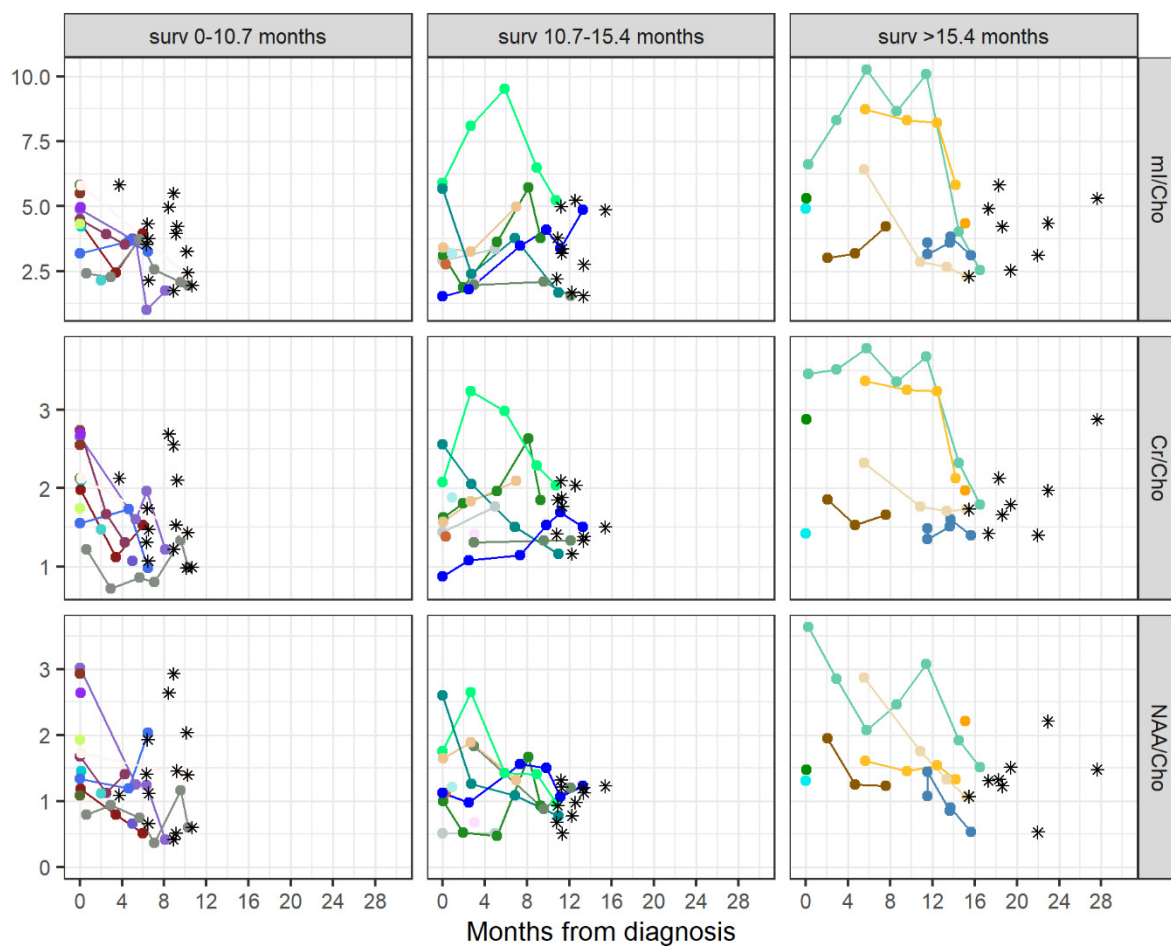 surv 0-10.7 months surv 10.7-15.4 months surv >15.4 months
10.0
7.5
5.0
2.5
mI/Cho
3
2
1
Cr/Cho
3
2
1
0
NAA/Cho
0 4 8 12 16 20 24 28 0 4 8 12 16 20 24 28 0 4 8 12 16 20 24 28
Months from diagnosis